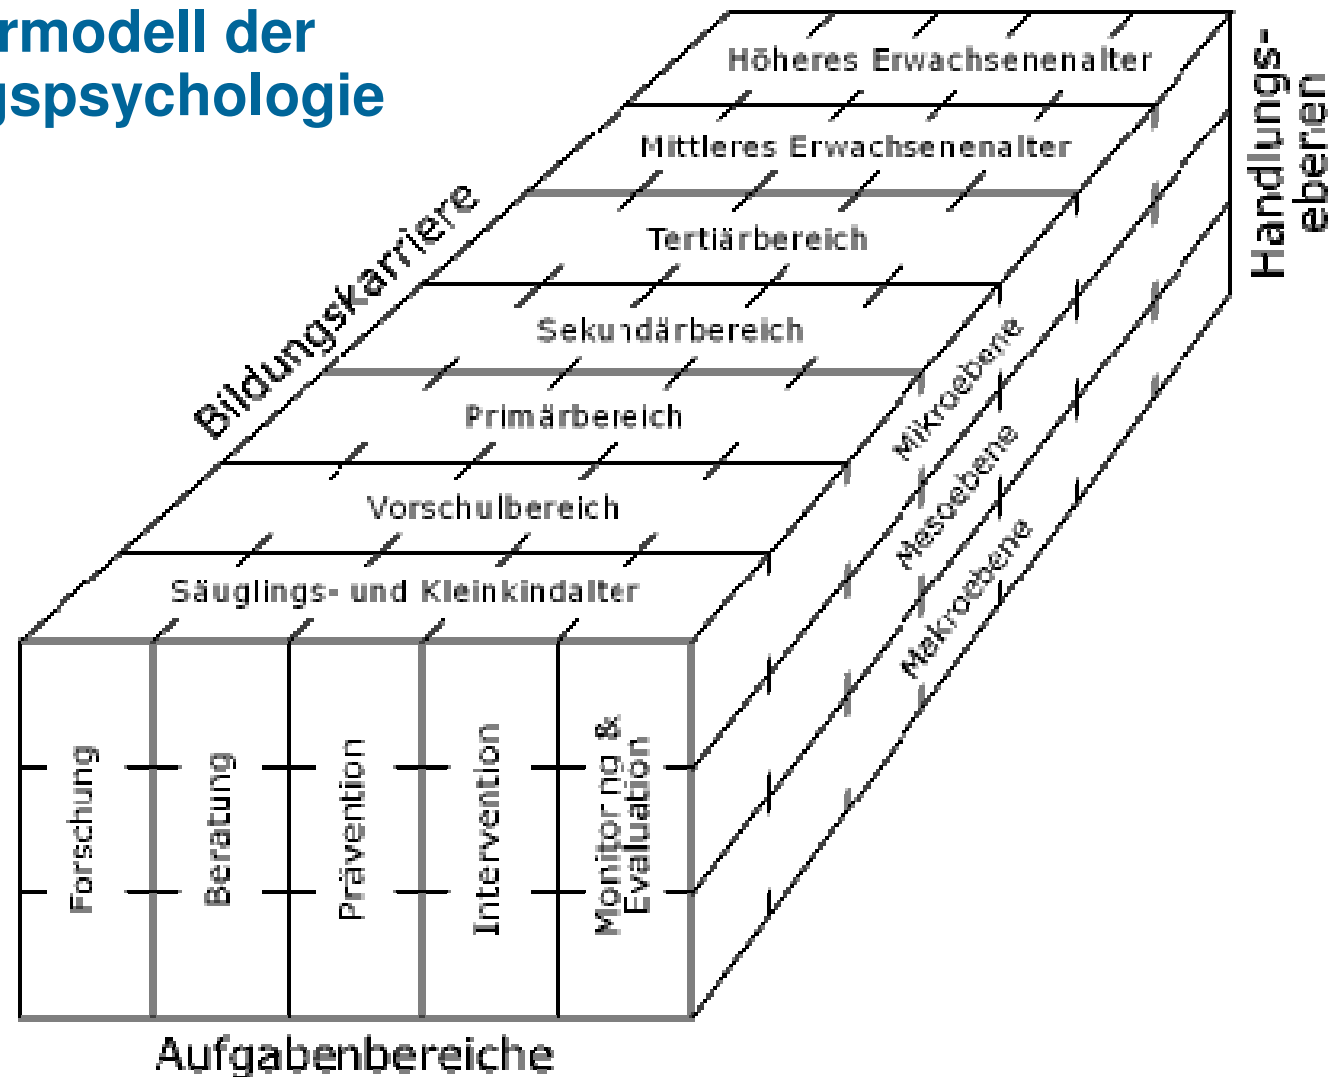 rmodell der
gspsychologie
Handlungs-
ebenen
Höheres Erwachsenenalter
Mittleres Erwachsenenalter
Tertiärbereich
Sekundärbereich
Primärbereich
Vorschulbereich
Säuglings- und Kleinkindalter
Bildungskarriere
Mikroebene
Mesoebene
Makroebene
Forschung
Beratung
Prävention
Intervention
Monitoring &
Evaluation
Aufgabenbereiche